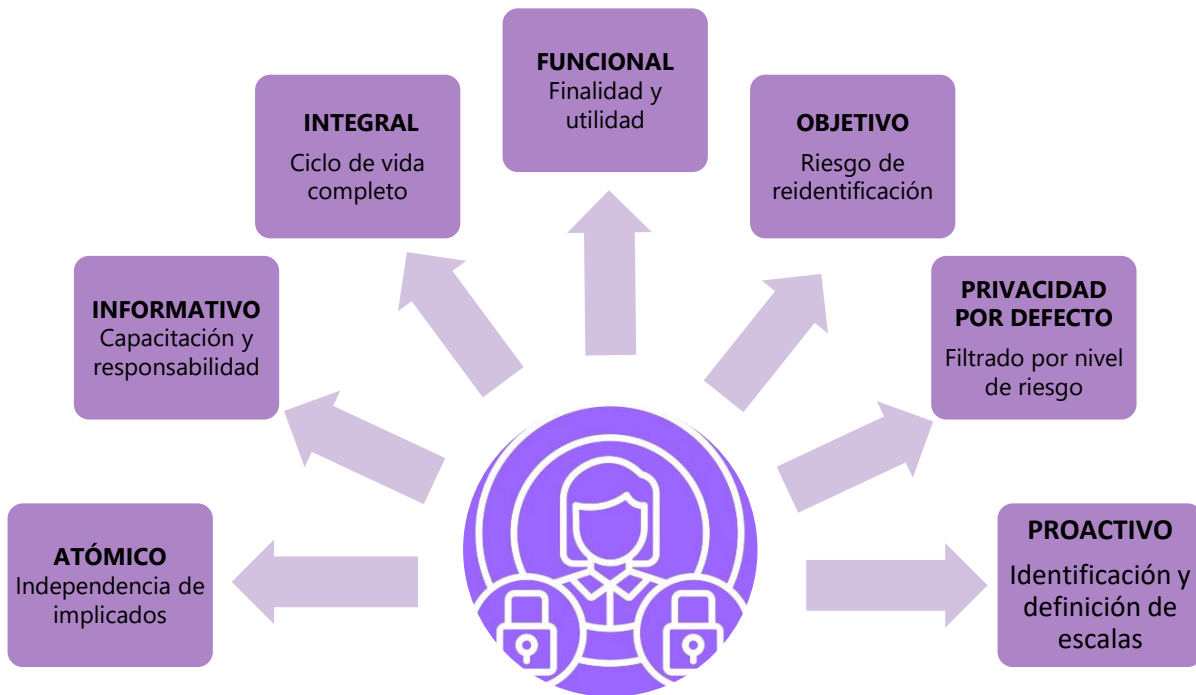 FUNCIONAL
Finalidad y
utilidad
INTEGRAL
Ciclo de vida
completo
OBJETIVO
Riesgo de
reidentificación
INFORMATIVO
Capacitación y
responsabilidad
PRIVACIDAD
POR DEFECTO
Filtrado por nivel
de riesgo
ATÓMICO
Independencia de
implicados
PROACTIVO
Identificación y
definición de
escalas